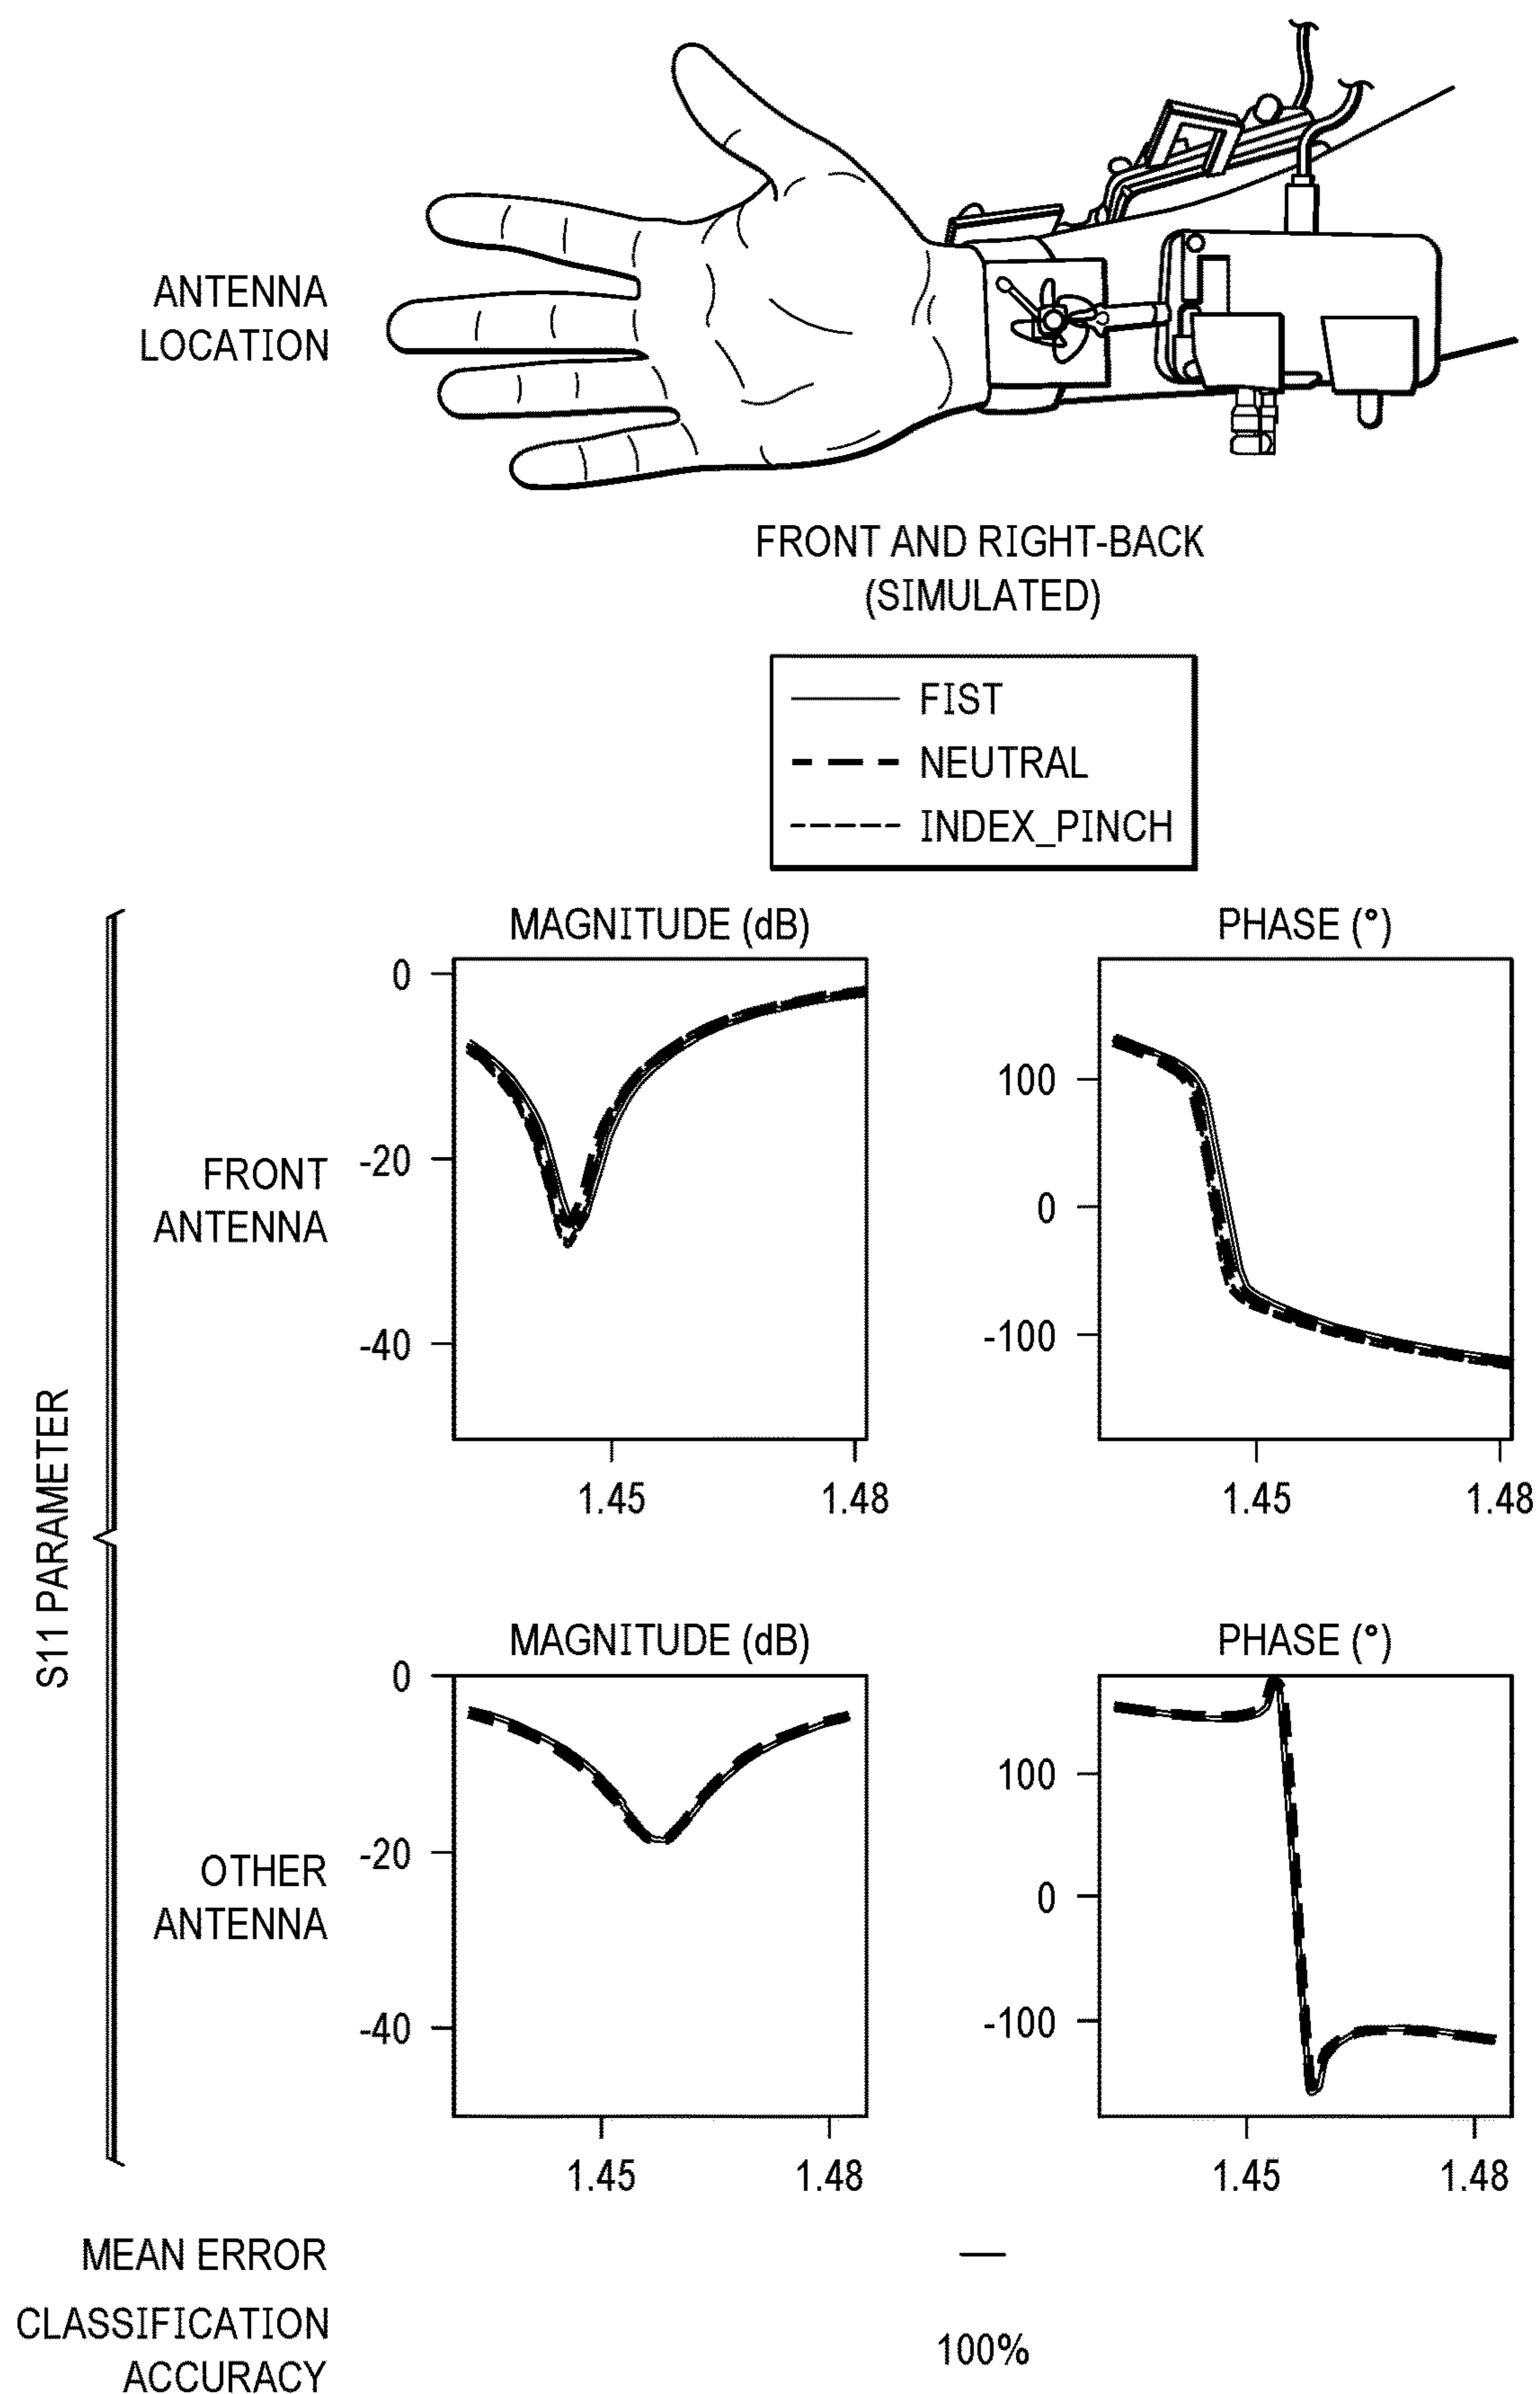 ANTENNA
LOCATION
FRONT AND RIGHT-BACK
(SIMULATED)
FIST
NEUTRAL
INDEX_PINCH
S11 PARAMETER
FRONT
ANTENNA
MAGNITUDE (dB)
0
-20
-40
1.45
1.48
PHASE (°)
100
0
-100
1.45
1.48
OTHER
ANTENNA
MAGNITUDE (dB)
0
-20
-40
1.45
1.48
PHASE (°)
100
0
-100
1.45
1.48
MEAN ERROR
—
CLASSIFICATION
ACCURACY
100%